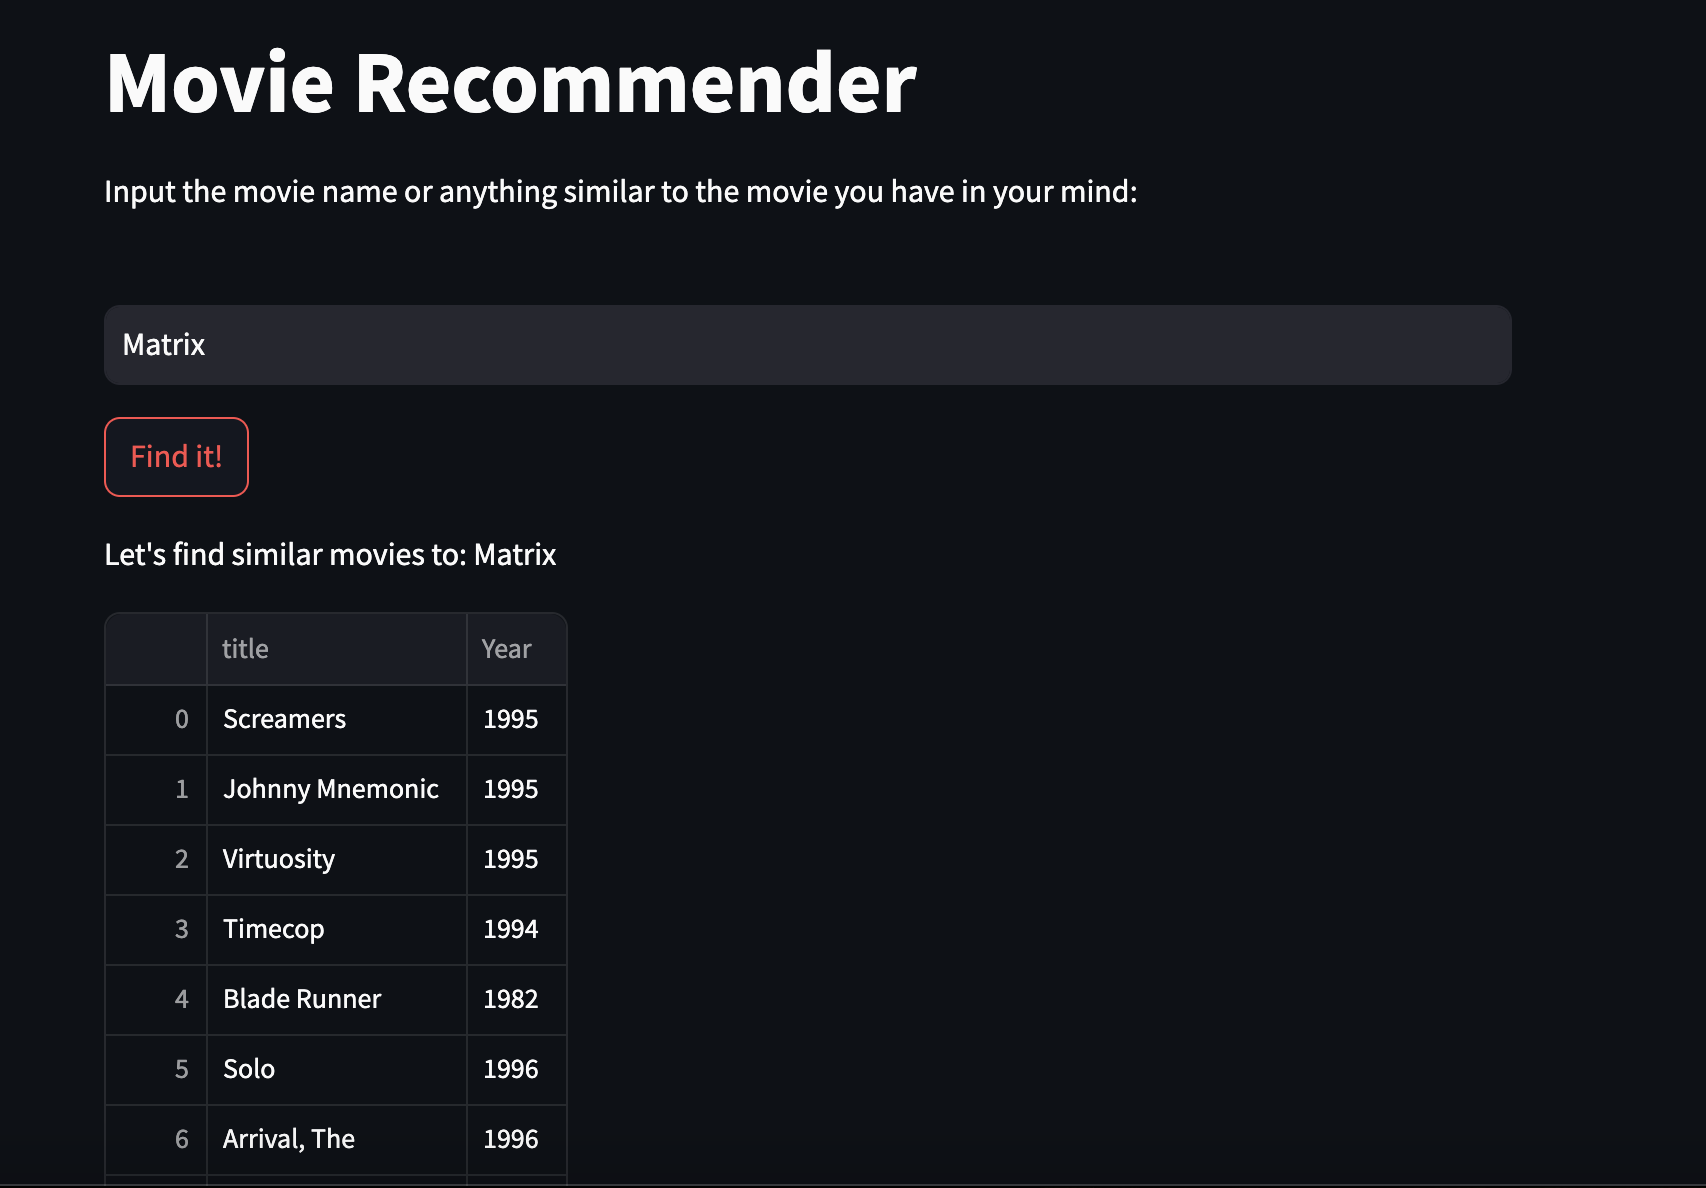 Movie Recommender
Input the movie name or anything similar to the movie you have in your mind:
Matrix
Find it!
Let's find similar movies to: Matrix
title Year
0 Screamers 1995
1 Johnny Mnemonic 1995
2 Virtuosity 1995
3 Timecop 1994
4 Blade Runner 1982
5 Solo 1996
6 Arrival, The 1996